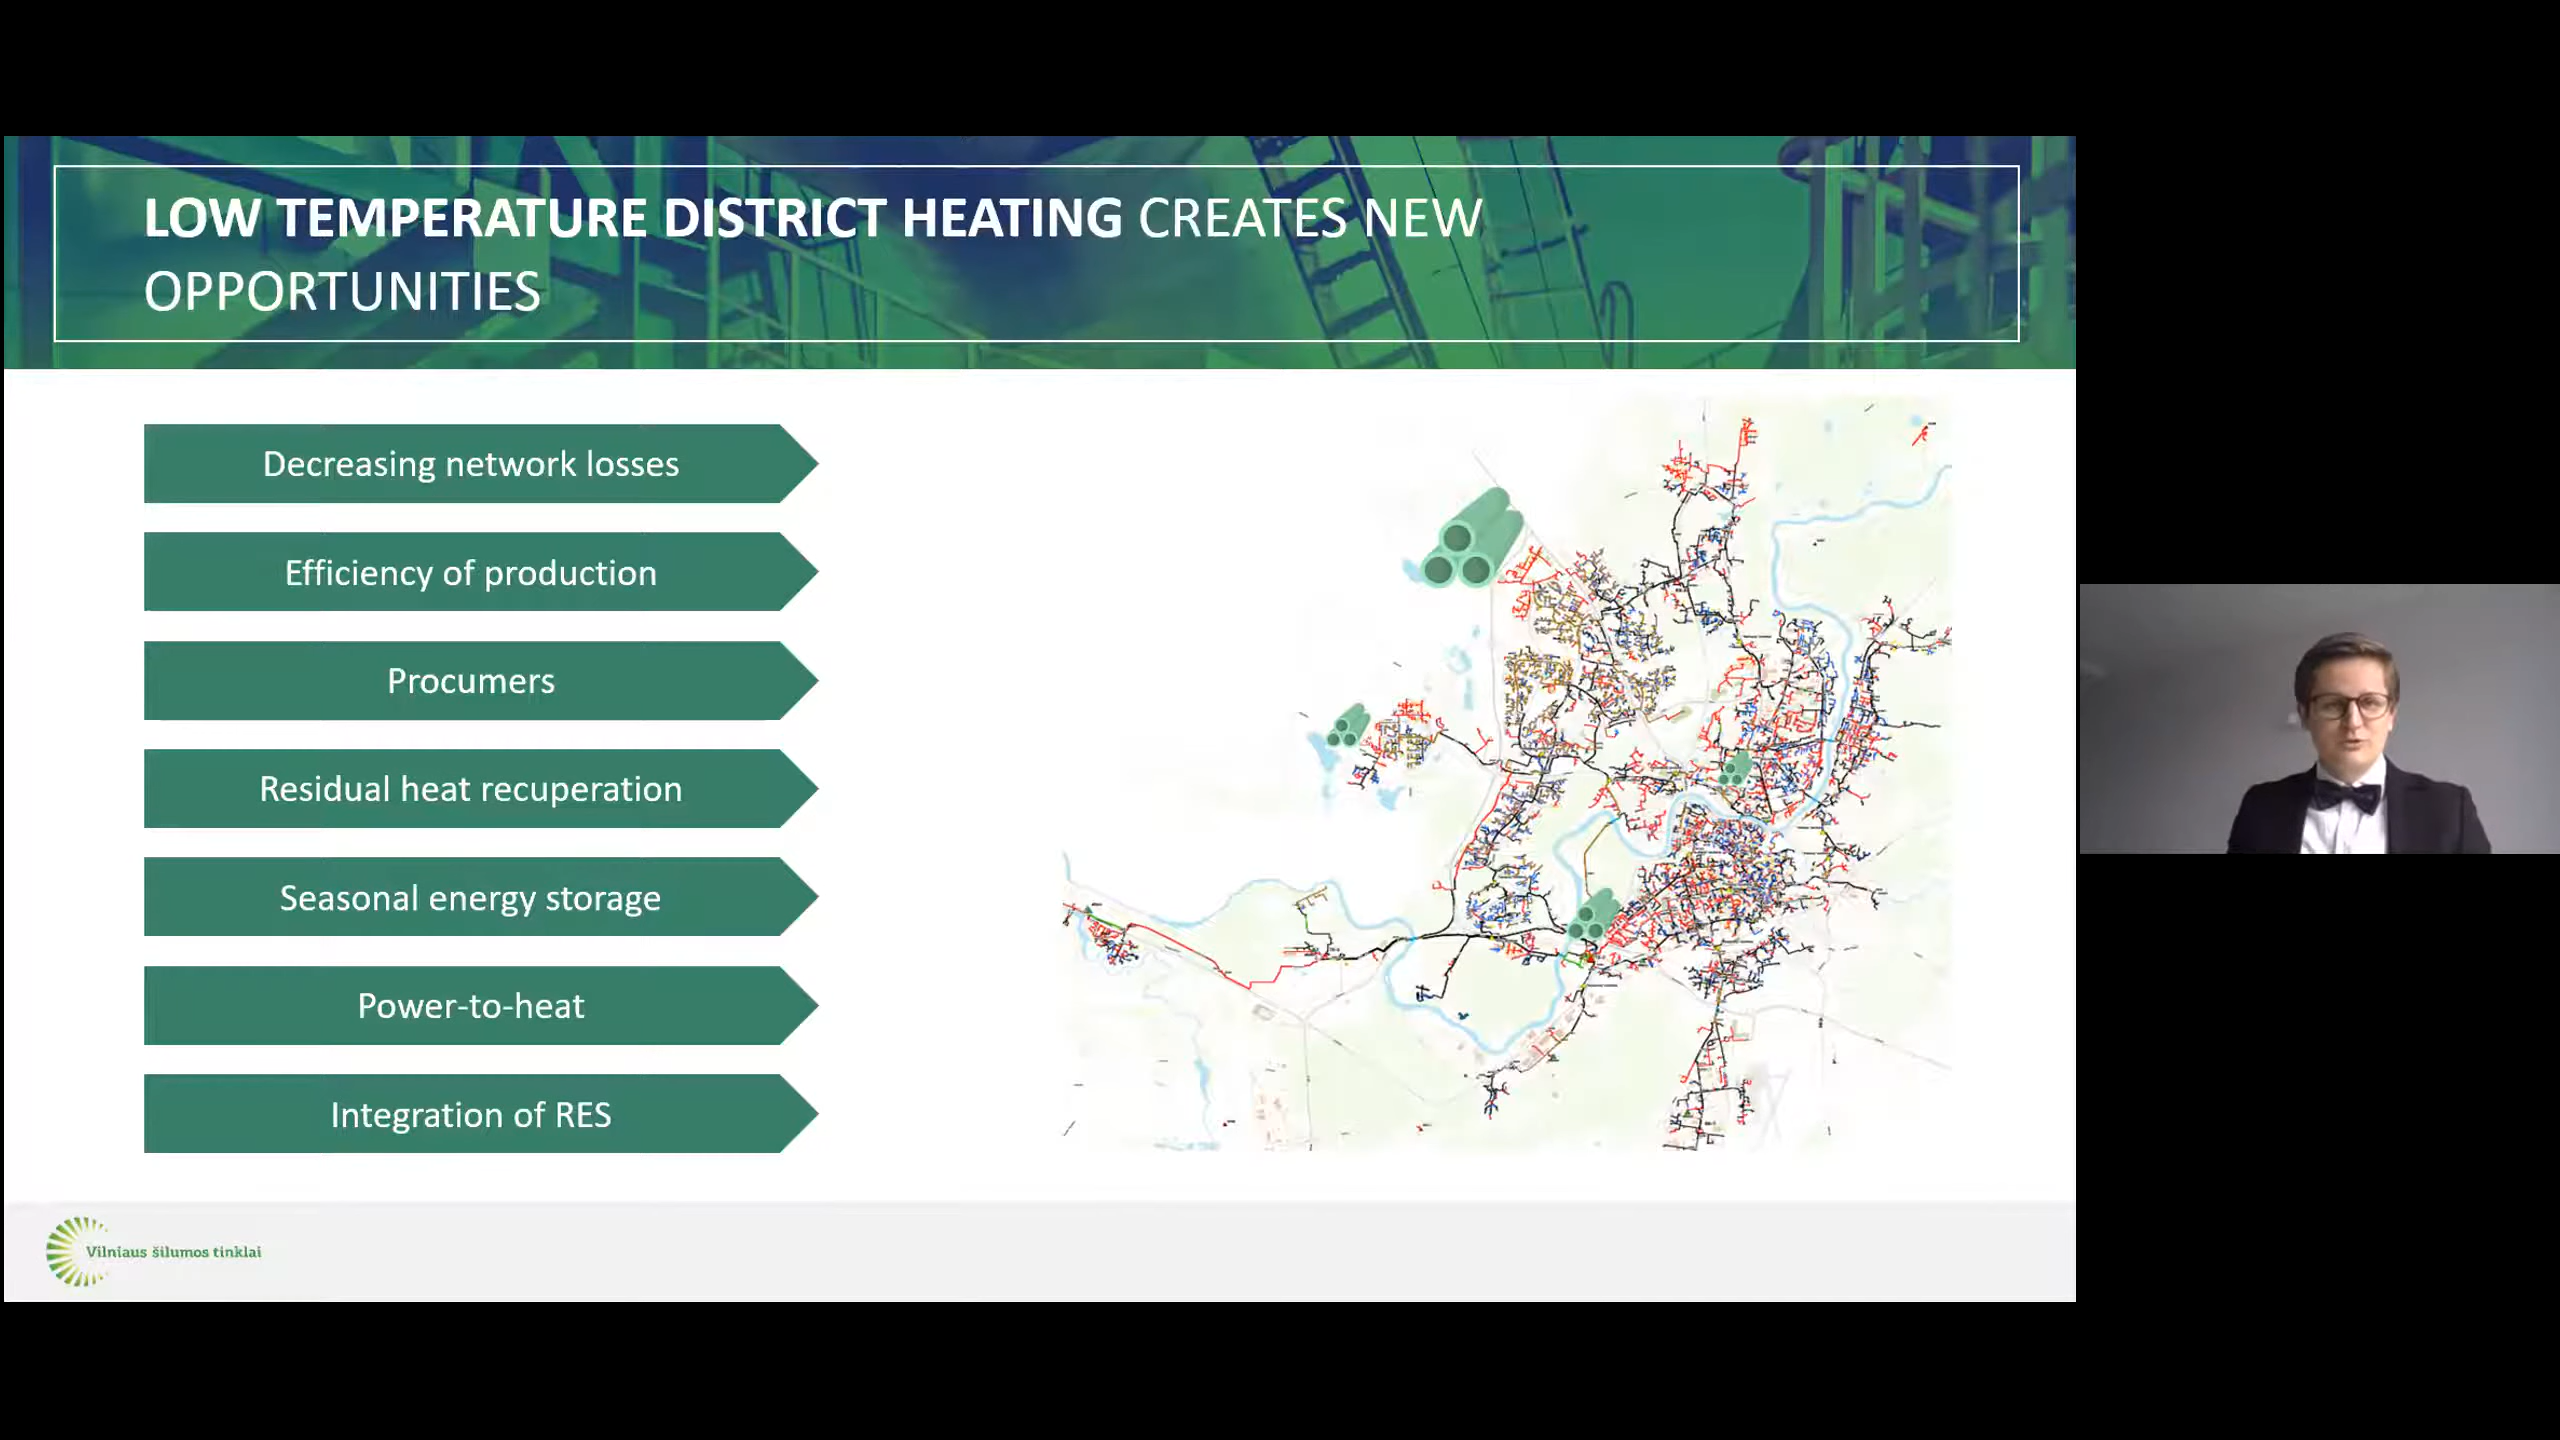 LOW TEMPERATURE DISTRICT HEATING CREATES NEW
OPPORTUNITIES
Decreasing network losses
Efficiency of production
Procumers
Residual heat recuperation
Seasonal energy storage
Power-to-heat
Integration of RES
Vilniaus šilumos tinklai